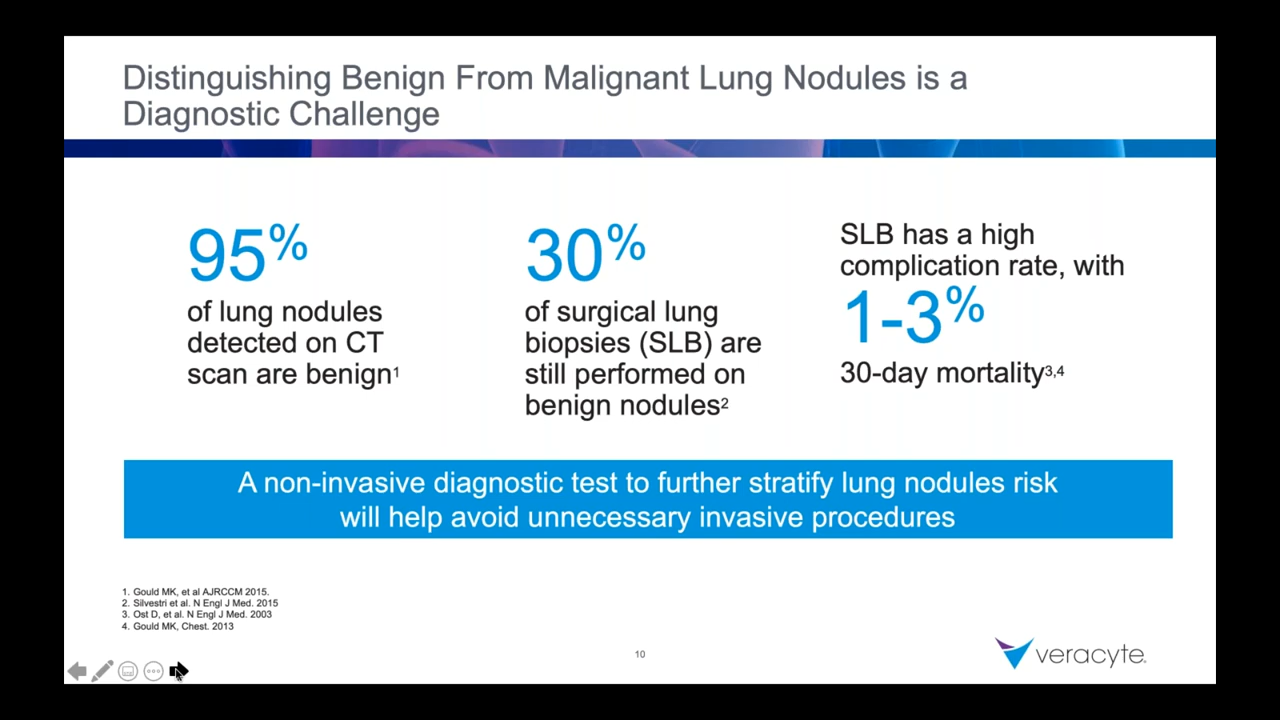 Distinguishing Benign From Malignant Lung Nodules is a
Diagnostic Challenge
95%
of lung nodules
detected on CT
scan are benign1
30%
of surgical lung
biopsies (SLB) are
still performed on
benign nodules2
SLB has a high
complication rate, with
1-3%
30-day mortality3,4
A non-invasive diagnostic test to further stratify lung nodules risk
will help avoid unnecessary invasive procedures
1. Gould MK, et al AJRCCM 2015.
2. Silvestri et al. N Engl J Med. 2015
3. Ost D, et al. N Engl J Med. 2003
4. Gould MK, Chest. 2013
10
veracyte.